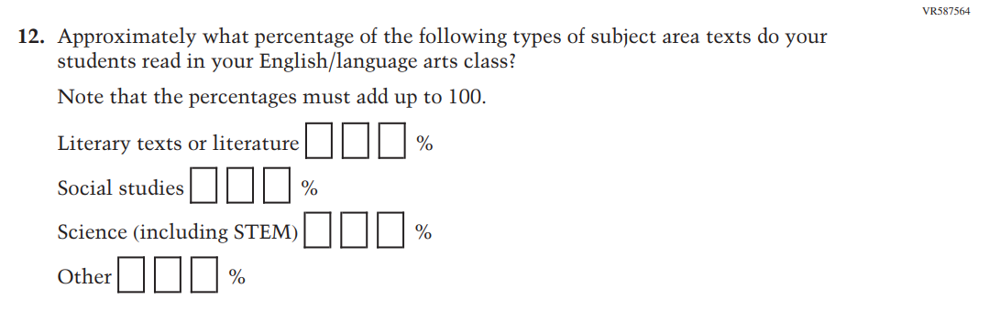 VR587564
12. Approximately what percentage of the following types of subject area texts do your
students read in your English/language arts class?
Note that the percentages must add up to 100.
Literary texts or literature %
Social studies %
Science (including STEM) %
Other %